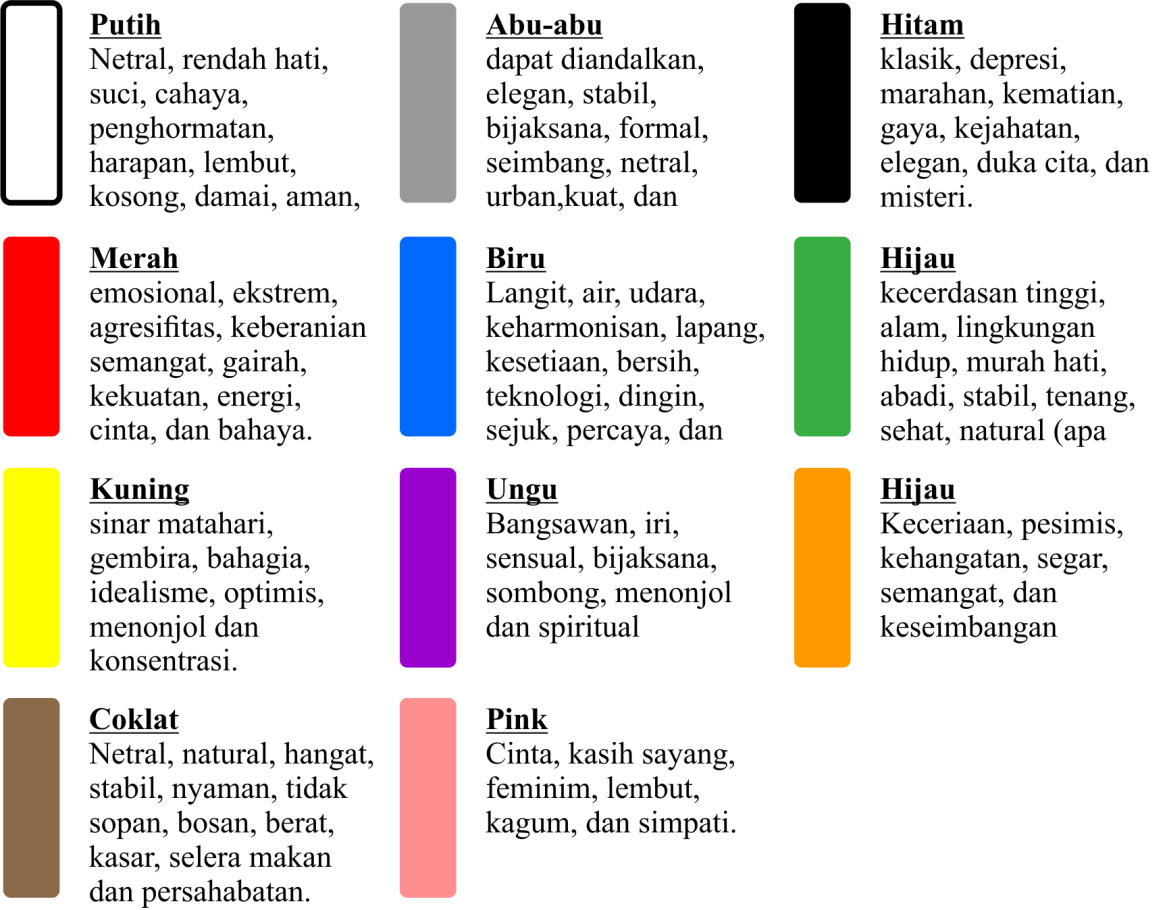 Putih
Netral, rendah hati,
suci, cahaya,
penghormatan,
harapan, lembut,
kosong, damai, aman,
Abu-abu
dapat diandalkan,
elegan, stabil,
bijaksana, formal,
seimbang, netral,
urban,kuat, dan
Hitam
klasik, depresi,
marahan, kematian,
gaya, kejahatan,
elegan, duka cita, dan
misteri.
Merah
emosional, ekstrem,
agresifitas, keberanian
semangat, gairah,
kekuatan, energi,
cinta, dan bahaya.
Biru
Langit, air, udara,
keharmonisan, lapang,
kesetiaan, bersih,
teknologi, dingin,
sejuk, percaya, dan
Hijau
kecerdasan tinggi,
alam, lingkungan
hidup, murah hati,
abadi, stabil, tenang,
sehat, natural (apa
Kuning
sinar matahari,
gembira, bahagia,
idealisme, optimis,
menonjol dan
konsentrasi.
Ungu
Bangsawan, iri,
sensual, bijaksana,
sombong, menonjol
dan spiritual
Hijau
Keceriaan, pesimis,
kehangatan, segar,
semangat, dan
keseimbangan
Coklat
Netral, natural, hangat,
stabil, nyaman, tidak
sopan, bosan, berat,
kasar, selera makan
dan persahabatan.
Pink
Cinta, kasih sayang,
feminim, lembut,
kagum, dan simpati.